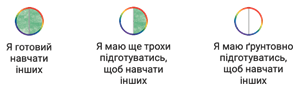 Я готовий
навчати
інших
Я маю ще трохи
підготуватись,
щоб навчати
інших
Я маю ґрунтовно
підготуватись,
щоб навчати
інших